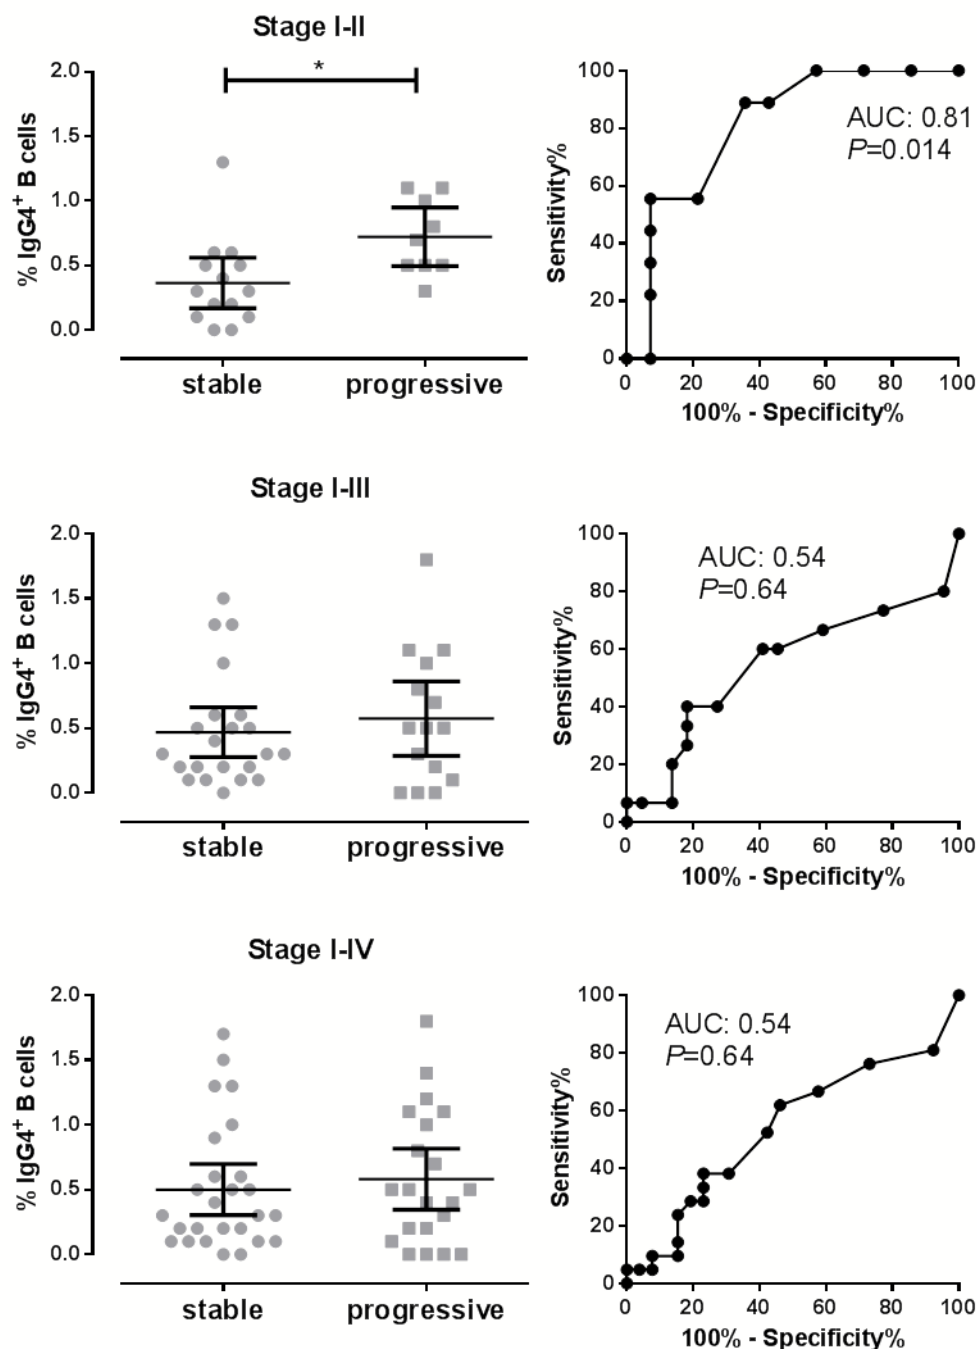 Stage I-II
*
% IgG4⁺ B cells
2.0
1.5
1.0
0.5
0.0
stable progressive
Sensitivity%
100
80
60
40
20
0
AUC: 0.81
P=0.014
0 20 40 60 80 100
100% - Specificity%
Stage I-III
% IgG4⁺ B cells
2.0
1.5
1.0
0.5
0.0
stable progressive
Sensitivity%
100
80
60
40
20
0
AUC: 0.54
P=0.64
0 20 40 60 80 100
100% - Specificity%
Stage I-IV
% IgG4⁺ B cells
2.0
1.5
1.0
0.5
0.0
stable progressive
Sensitivity%
100
80
60
40
20
0
AUC: 0.54
P=0.64
0 20 40 60 80 100
100% - Specificity%